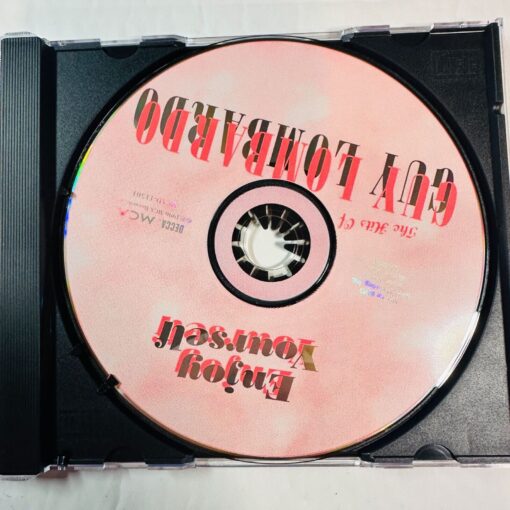 Enjoy
Yourself
DECCA MCA
The Hits Of
GUY LOMBARDO